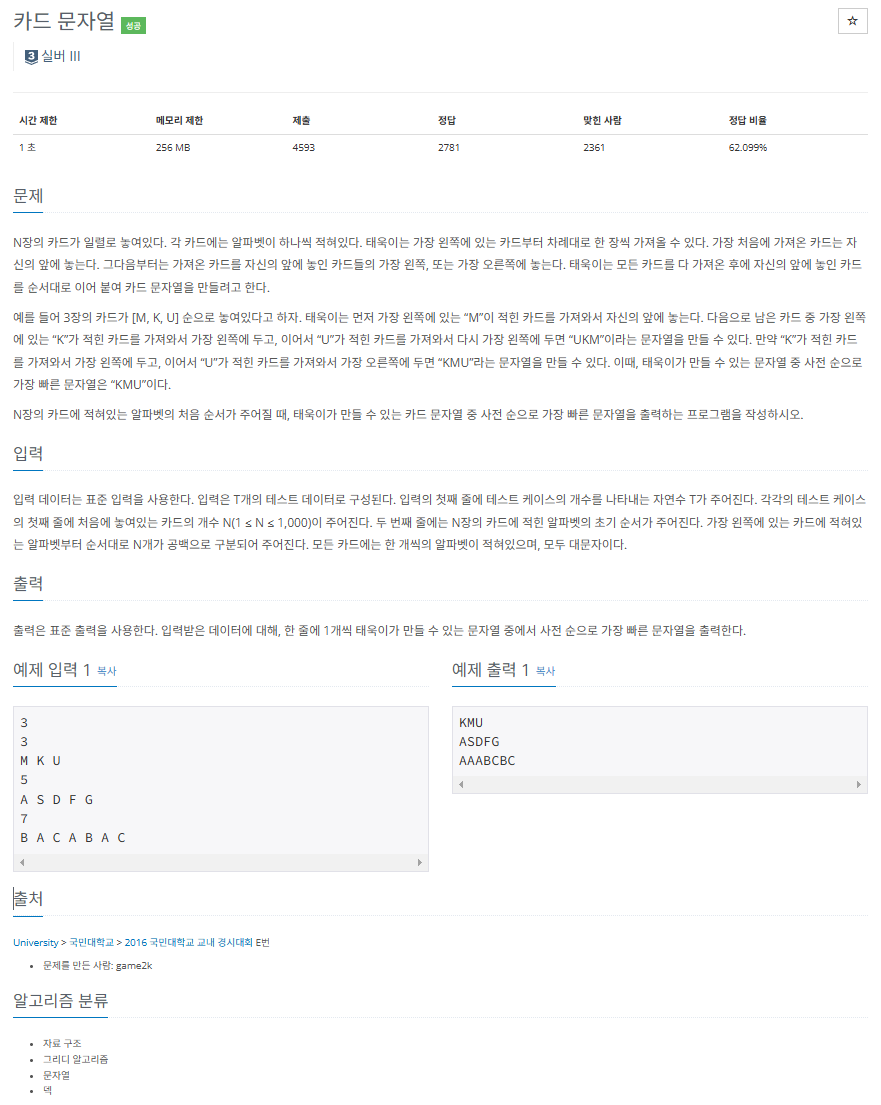 카드 문자열 성공
☆
3 실버 III
시간 제한 메모리 제한 제출 정답 맞힌 사람 정답 비율
1 초 256 MB 4593 2781 2361 62.099%
문제
N장의 카드가 일렬로 놓여있다. 각 카드에는 알파벳이 하나씩 적혀있다. 태욱이는 가장 왼쪽에 있는 카드부터 차례대로 한 장씩 가져올 수 있다. 가장 처음에 가져온 카드는 자
신의 앞에 놓는다. 그다음부터는 가져온 카드를 자신의 앞에 놓인 카드들의 가장 왼쪽, 또는 가장 오른쪽에 놓는다. 태욱이는 모든 카드를 다 가져온 후에 자신의 앞에 놓인 카드
를 순서대로 이어 붙여 카드 문자열을 만들려고 한다.
예를 들어 3장의 카드가 [M, K, U] 순으로 놓여있다고 하자. 태욱이는 먼저 가장 왼쪽에 있는 “M”이 적힌 카드를 가져와서 자신의 앞에 놓는다. 다음으로 남은 카드 중 가장 왼쪽
에 있는 “K”가 적힌 카드를 가져와서 가장 왼쪽에 두고, 이어서 “U”가 적힌 카드를 가져와서 다시 가장 왼쪽에 두면 “UKM”이라는 문자열을 만들 수 있다. 만약 “K”가 적힌 카드
를 가져와서 가장 왼쪽에 두고, 이어서 “U”가 적힌 카드를 가져와서 가장 오른쪽에 두면 “KMU”라는 문자열을 만들 수 있다. 이때, 태욱이가 만들 수 있는 문자열 중 사전 순으로
가장 빠른 문자열은 “KMU”이다.
N장의 카드에 적혀있는 알파벳의 처음 순서가 주어질 때, 태욱이가 만들 수 있는 카드 문자열 중 사전 순으로 가장 빠른 문자열을 출력하는 프로그램을 작성하시오.
입력
입력 데이터는 표준 입력을 사용한다. 입력은 T개의 테스트 데이터로 구성된다. 입력의 첫째 줄에 테스트 케이스의 개수를 나타내는 자연수 T가 주어진다. 각각의 테스트 케이스
의 첫째 줄에 처음에 놓여있는 카드의 개수 N(1 ≤ N ≤ 1,000)이 주어진다. 두 번째 줄에는 N장의 카드에 적힌 알파벳의 초기 순서가 주어진다. 가장 왼쪽에 있는 카드에 적혀있
는 알파벳부터 순서대로 N개가 공백으로 구분되어 주어진다. 모든 카드에는 한 개씩의 알파벳이 적혀있으며, 모두 대문자이다.
출력
출력은 표준 출력을 사용한다. 입력받은 데이터에 대해, 한 줄에 1개씩 태욱이가 만들 수 있는 문자열 중에서 사전 순으로 가장 빠른 문자열을 출력한다.
예제 입력 1 복사
3
3
M K U
5
A S D F G
7
B A C A B A C
예제 출력 1 복사
KMU
ASDFG
AAABCBC
출처
University > 국민대학교 > 2016 국민대학교 교내 경시대회 E번
• 문제를 만든 사람: game2k
알고리즘 분류
• 자료 구조
• 그리디 알고리즘
• 문자열
• 덱